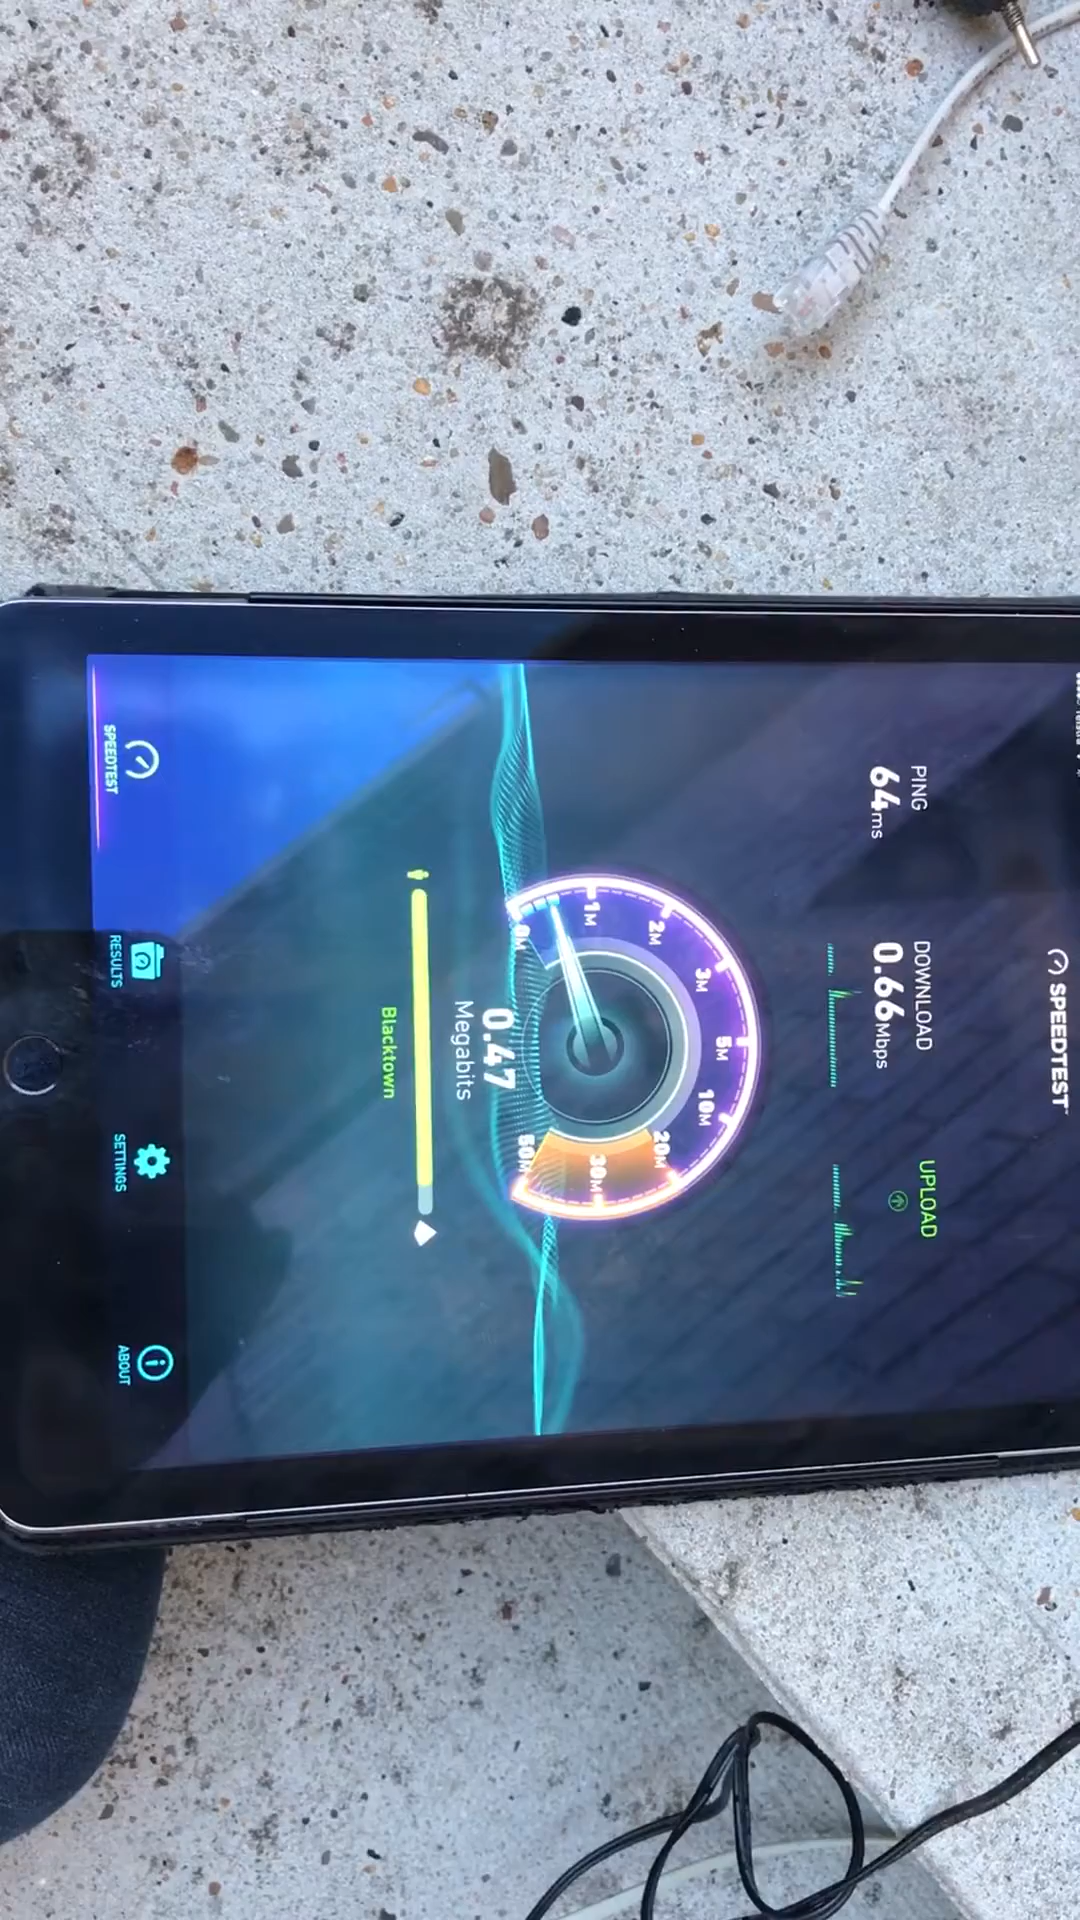 SPEEDTEST
PING
64ms
DOWNLOAD
0.66Mbps
UPLOAD
0M
1M
2M
3M
5M
10M
20M
30M
50M
0.47
Megabits
Blacktown
SPEEDTEST
RESULTS
SETTINGS
ABOUT